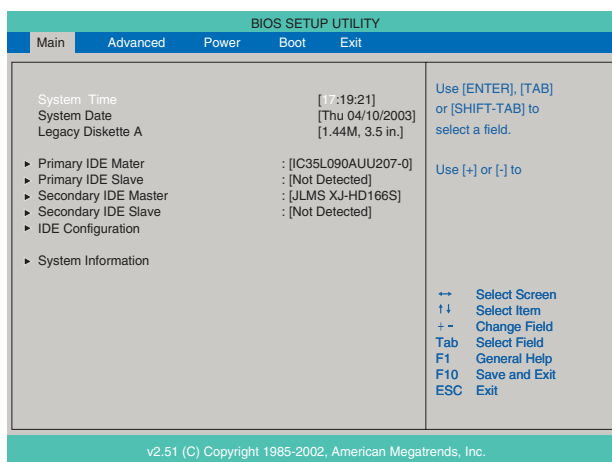 BIOS SETUP UTILITY
Main Advanced Power Boot Exit
System Time [17:19:21]
System Date [Thu 04/10/2003]
Legacy Diskette A [1.44M, 3.5 in.]
▸ Primary IDE Mater : [IC35L090AUU207-0]
▸ Primary IDE Slave : [Not Detected]
▸ Secondary IDE Master : [JLMS XJ-HD166S]
▸ Secondary IDE Slave : [Not Detected]
▸ IDE Configuration
▸ System Information
Use [ENTER], [TAB]
or [SHIFT-TAB] to
select a field.
Use [+] or [-] to
↔ Select Screen
↑↓ Select Item
+ - Change Field
Tab Select Field
F1 General Help
F10 Save and Exit
ESC Exit
v2.51 (C) Copyright 1985-2002, American Megatrends, Inc.